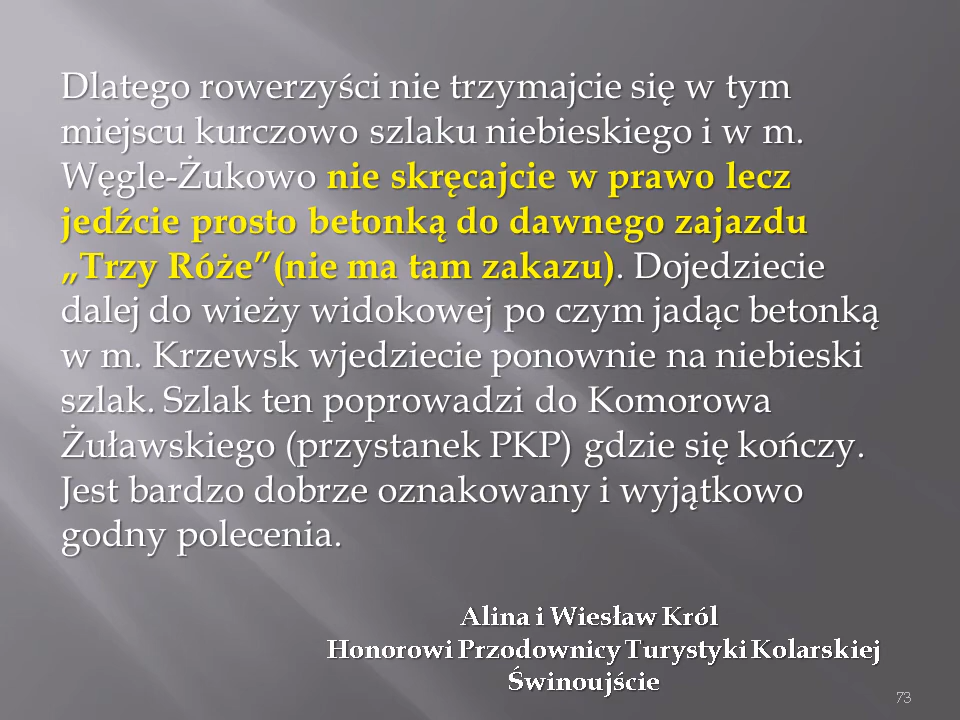 Dlatego rowerzyści nie trzymajcie się w tym
miejscu kurczowo szlaku niebieskiego i w m.
Węgle-Żukowo nie skręcajcie w prawo lecz
jedźcie prosto betonką do dawnego zajazdu
„Trzy Róże”(nie ma tam zakazu). Dojedziecie
dalej do wieży widokowej po czym jadąc betonką
w m. Krzewsk wjedziecie ponownie na niebieski
szlak. Szlak ten poprowadzi do Komorowa
Żuławskiego (przystanek PKP) gdzie się kończy.
Jest bardzo dobrze oznakowany i wyjątkowo
godny polecenia.
Alina i Wiesław Król
Honorowi Przodownicy Turystyki Kolarskiej
Świnoujście
73